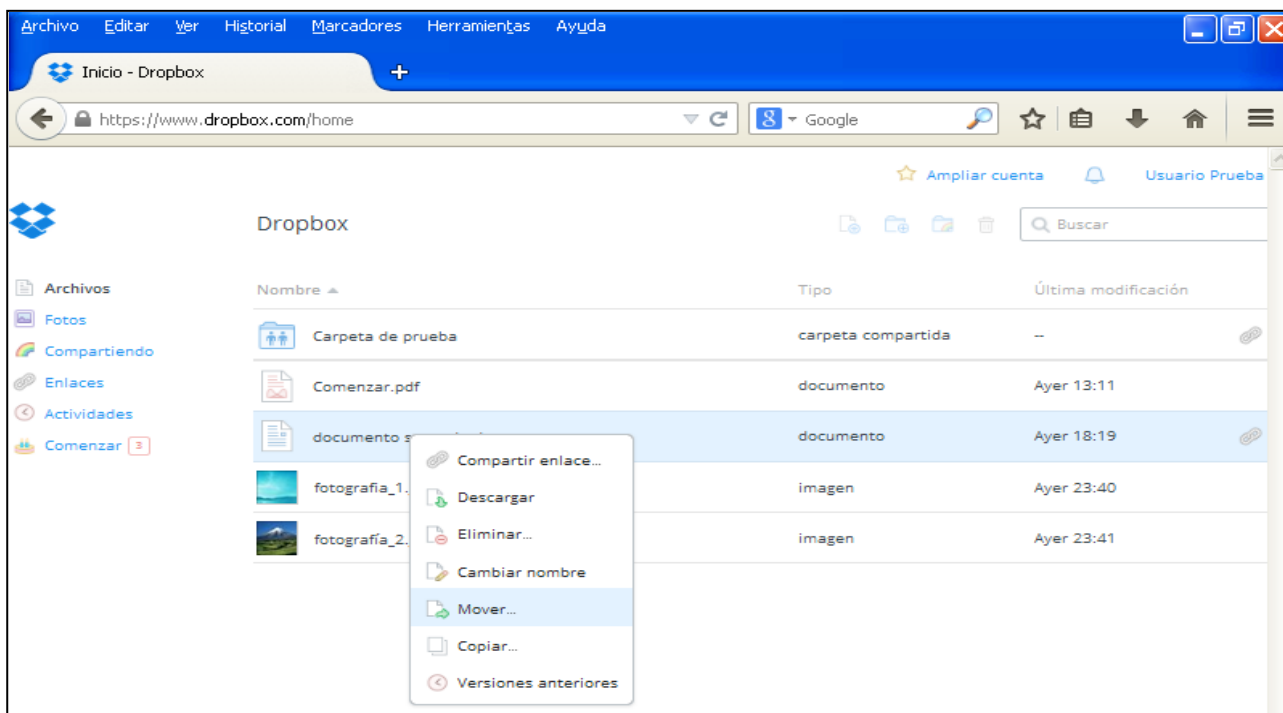 Archivo Editar Ver Historial Marcadores Herramientas Ayuda
Inicio - Dropbox
https://www.dropbox.com/home
8 Google
Ampliar cuenta Usuario Prueba
Dropbox
Buscar
Archivos
Fotos
Compartiendo
Enlaces
Actividades
Comenzar 3
Nombre Tipo Última modificación
Carpeta de prueba carpeta compartida --
Comenzar.pdf documento Ayer 13:11
documento documento Ayer 18:19
fotografia_1. imagen Ayer 23:40
fotografía_2. imagen Ayer 23:41
Compartir enlace...
Descargar
Eliminar...
Cambiar nombre
Mover...
Copiar...
Versiones anteriores